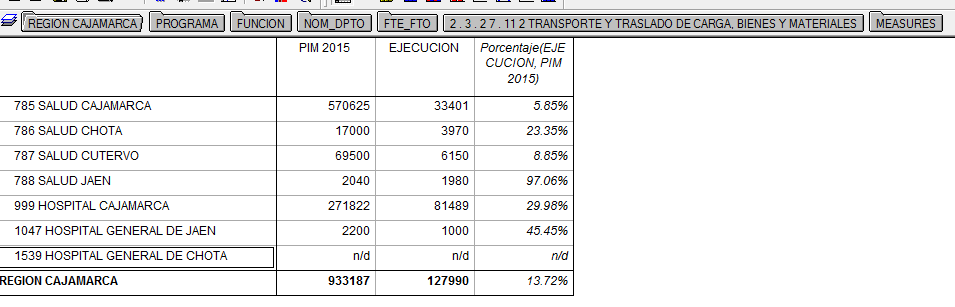 REGION CAJAMARCA PROGRAMA FUNCION NOM_DPTO FTE_FTO 2 . 3 . 2 7 . 11 2 TRANSPORTE Y TRASLADO DE CARGA, BIENES Y MATERIALES MEASURES
PIM 2015 EJECUCION Porcentaje(EJE
CUCION, PIM
2015)
785 SALUD CAJAMARCA 570625 33401 5.85%
786 SALUD CHOTA 17000 3970 23.35%
787 SALUD CUTERVO 69500 6150 8.85%
788 SALUD JAEN 2040 1980 97.06%
999 HOSPITAL CAJAMARCA 271822 81489 29.98%
1047 HOSPITAL GENERAL DE JAEN 2200 1000 45.45%
1539 HOSPITAL GENERAL DE CHOTA n/d n/d n/d
REGION CAJAMARCA 933187 127990 13.72%